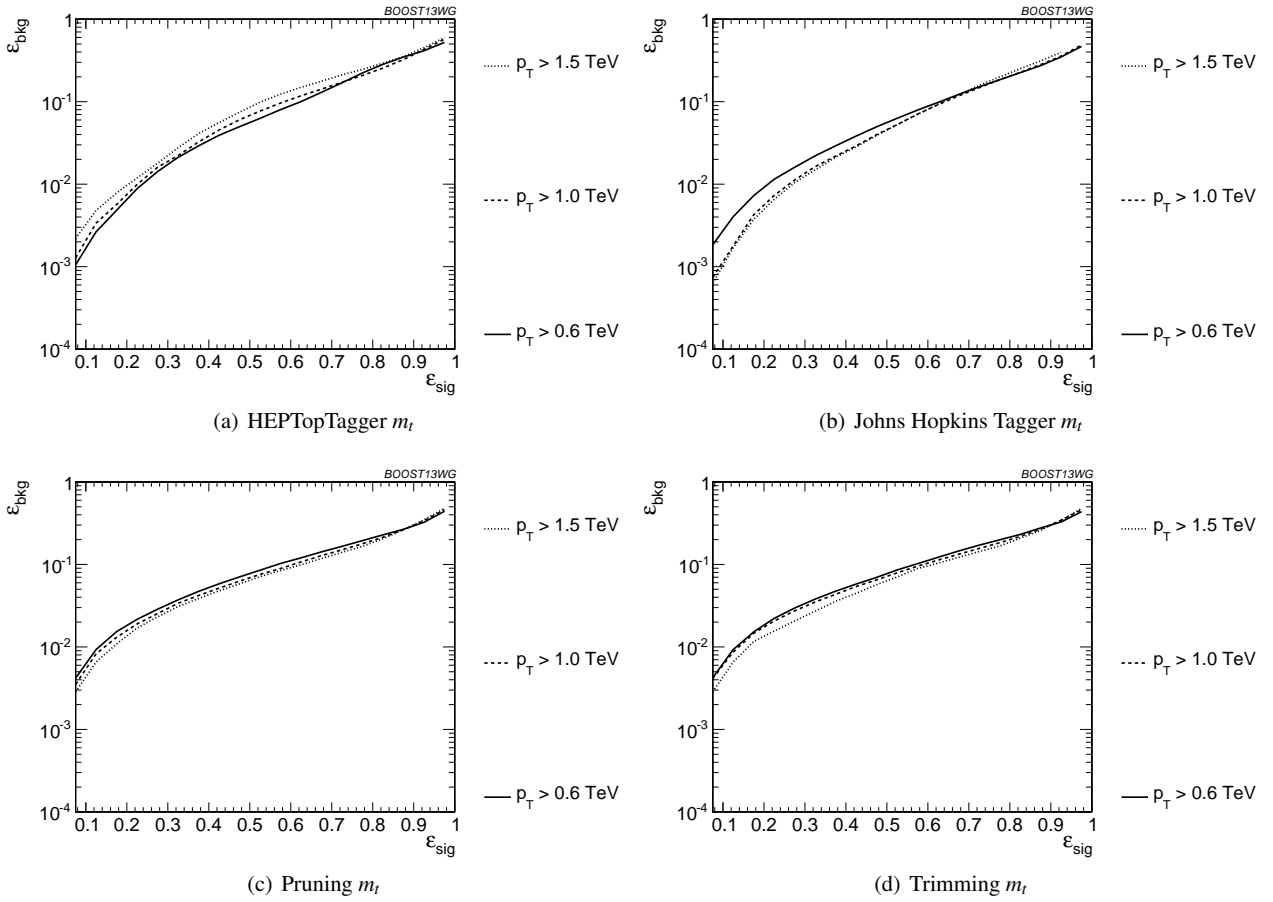 BOOST13WG
ε_bkg
1
10^-1
10^-2
10^-3
10^-4
0.1 0.2 0.3 0.4 0.5 0.6 0.7 0.8 0.9 1
ε_sig
p_T > 1.5 TeV
p_T > 1.0 TeV
p_T > 0.6 TeV
(a) HEPTopTagger m_t
BOOST13WG
ε_bkg
1
10^-1
10^-2
10^-3
10^-4
0.1 0.2 0.3 0.4 0.5 0.6 0.7 0.8 0.9 1
ε_sig
p_T > 1.5 TeV
p_T > 1.0 TeV
p_T > 0.6 TeV
(b) Johns Hopkins Tagger m_t
BOOST13WG
ε_bkg
1
10^-1
10^-2
10^-3
10^-4
0.1 0.2 0.3 0.4 0.5 0.6 0.7 0.8 0.9 1
ε_sig
p_T > 1.5 TeV
p_T > 1.0 TeV
p_T > 0.6 TeV
(c) Pruning m_t
BOOST13WG
ε_bkg
1
10^-1
10^-2
10^-3
10^-4
0.1 0.2 0.3 0.4 0.5 0.6 0.7 0.8 0.9 1
ε_sig
p_T > 1.5 TeV
p_T > 1.0 TeV
p_T > 0.6 TeV
(d) Trimming m_t